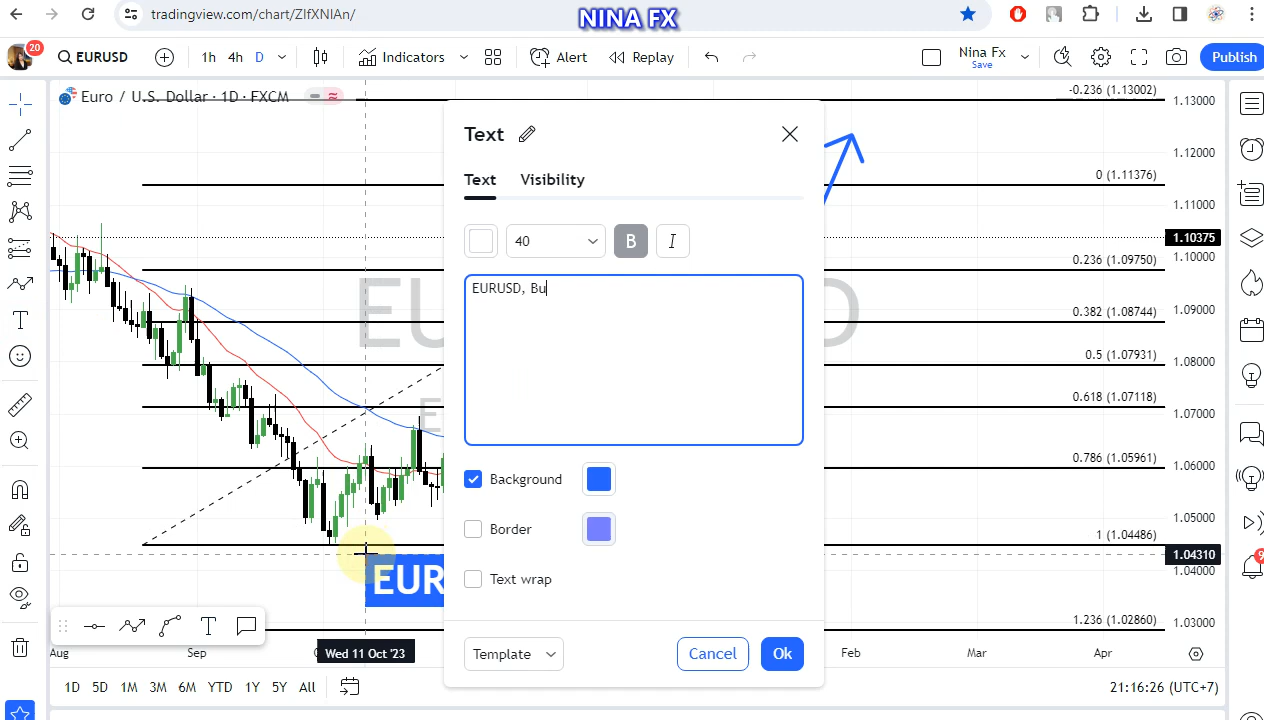 tradingview.com/chart/ZIfXNIAn/
NINA FX
20
EURUSD
1h 4h D
Indicators
Alert
Replay
Nina Fx
Save
Publish
Euro / U.S. Dollar · 1D · FXCM
-0.236 (1.13002)
0 (1.11376)
0.236 (1.09750)
0.382 (1.08744)
0.5 (1.07931)
0.618 (1.07118)
0.786 (1.05961)
1 (1.04486)
1.236 (1.02860)
1.13000
1.12000
1.11000
1.10375
1.10000
1.09000
1.08000
1.07000
1.06000
1.05000
1.04310
1.04000
1.03000
Text
Text Visibility
40
B
I
EURUSD, Bu
Background
Border
Text wrap
Template
Cancel
Ok
EUR
Aug Sep
Wed 11 Oct '23
Feb Mar Apr
1D 5D 1M 3M 6M YTD 1Y 5Y All
21:16:26 (UTC+7)
9